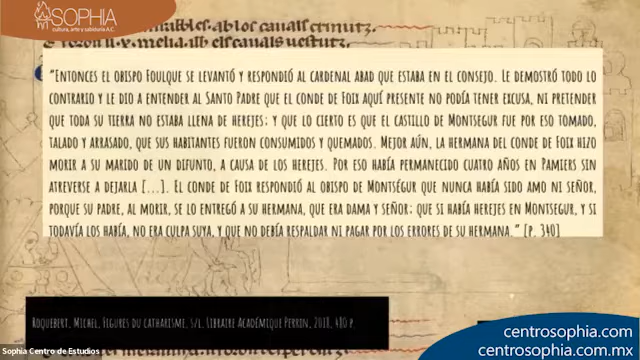 SOPHIA
cultura, arte y sabiduría A.C.
“ENTONCES EL OBISPO FOULQUE SE LEVANTÓ Y RESPONDIÓ AL CARDENAL ABAD QUE ESTABA EN EL CONSEJO. LE DEMOSTRÓ TODO LO
CONTRARIO Y LE DIO A ENTENDER AL SANTO PADRE QUE EL CONDE DE FOIX AQUÍ PRESENTE NO PODÍA TENER EXCUSA, NI PRETENDER
QUE TODA SU TIERRA NO ESTABA LLENA DE HEREJES; Y QUE LO CIERTO ES QUE EL CASTILLO DE MONTSEGUR FUE POR ESO TOMADO,
TALADO Y ARRASADO, QUE SUS HABITANTES FUERON CONSUMIDOS Y QUEMADOS. MEJOR AÚN, LA HERMANA DEL CONDE DE FOIX HIZO
MORIR A SU MARIDO DE UN DIFUNTO, A CAUSA DE LOS HEREJES. POR ESO HABÍA PERMANECIDO CUATRO AÑOS EN PAMIERS SIN
ATREVERSE A DEJARLA [...]. EL CONDE DE FOIX RESPONDIÓ AL OBISPO DE MONTSÉGUR QUE NUNCA HABÍA SIDO AMO NI SEÑOR,
PORQUE SU PADRE, AL MORIR, SE LO ENTREGÓ A SU HERMANA, QUE ERA DAMA Y SEÑOR; QUE SI HABÍA HEREJES EN MONTSEGUR, Y SI
TODAVÍA LOS HABÍA, NO ERA CULPA SUYA, Y QUE NO DEBÍA RESPALDAR NI PAGAR POR LOS ERRORES DE SU HERMANA.” [P. 340]
ROQUEBERT, MICHEL, FIGURES DU CATHARISME, S/L, LIBRAIRE ACADÉMIQUE PERRIN, 2018, 480 P.
Sophia Centro de Estudios
centrosophia.com
centrosophia.com.mx